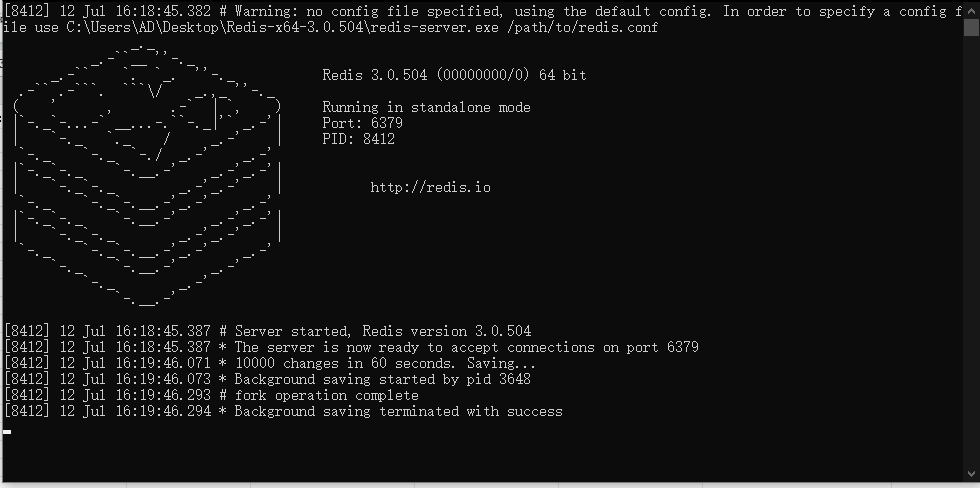 [8412] 12 Jul 16:18:45.382 # Warning: no config file specified, using the default config. In order to specify a config f
ile use C:\Users\AD\Desktop\Redis-x64-3.0.504\redis-server.exe /path/to/redis.conf
Redis 3.0.504 (00000000/0) 64 bit
Running in standalone mode
Port: 6379
PID: 8412
http://redis.io
[8412] 12 Jul 16:18:45.387 # Server started, Redis version 3.0.504
[8412] 12 Jul 16:18:45.387 * The server is now ready to accept connections on port 6379
[8412] 12 Jul 16:19:46.071 * 10000 changes in 60 seconds. Saving...
[8412] 12 Jul 16:19:46.073 * Background saving started by pid 3648
[8412] 12 Jul 16:19:46.293 # fork operation complete
[8412] 12 Jul 16:19:46.294 * Background saving terminated with success